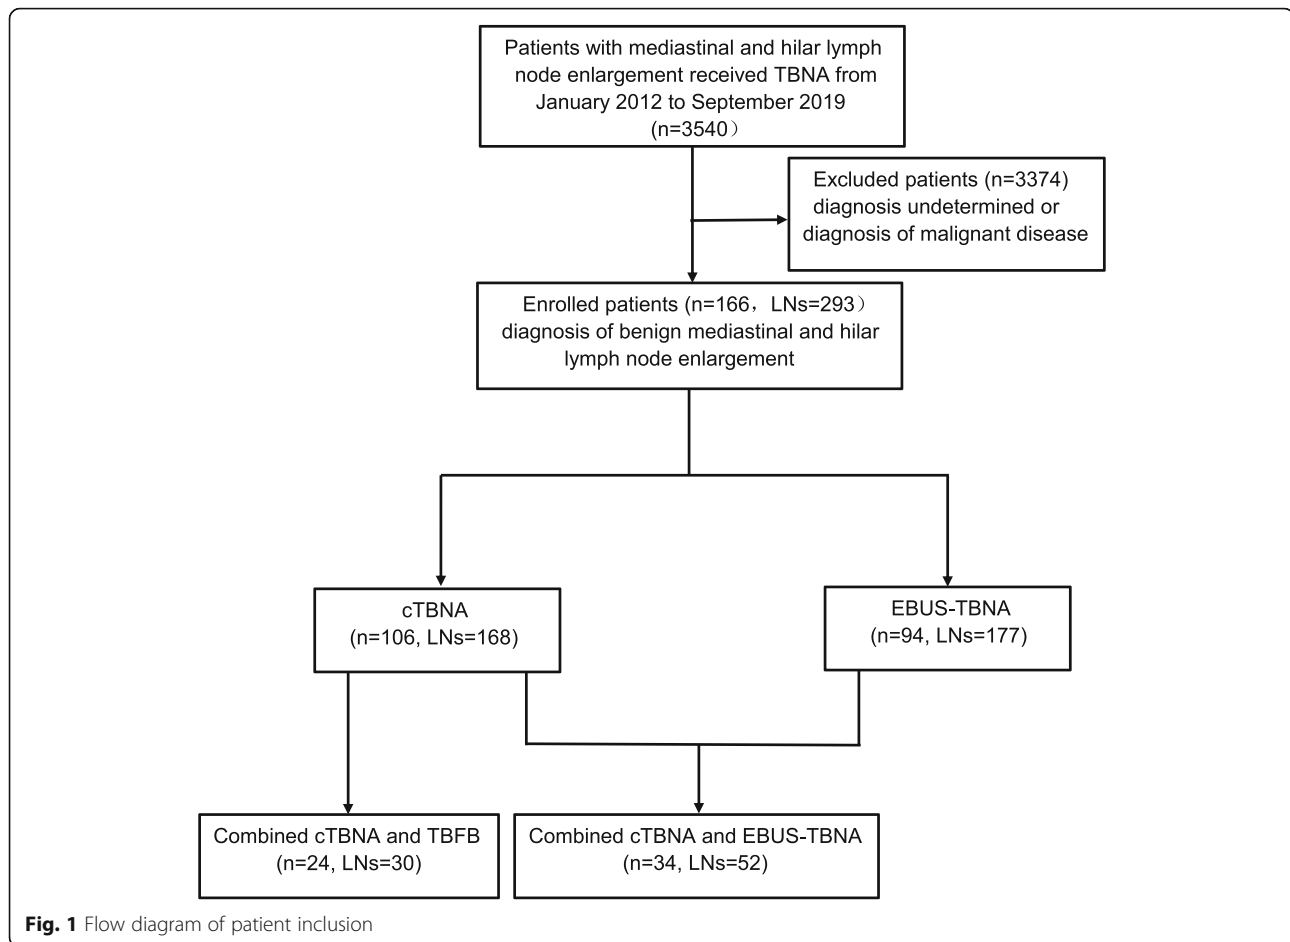 Patients with mediastinal and hilar lymph
node enlargement received TBNA from
January 2012 to September 2019
(n=3540）
Excluded patients (n=3374)
diagnosis undetermined or
diagnosis of malignant disease
Enrolled patients (n=166，LNs=293）
diagnosis of benign mediastinal and hilar
lymph node enlargement
cTBNA
(n=106, LNs=168)
EBUS-TBNA
(n=94, LNs=177)
Combined cTBNA and TBFB
(n=24, LNs=30)
Combined cTBNA and EBUS-TBNA
(n=34, LNs=52)
Fig. 1 Flow diagram of patient inclusion